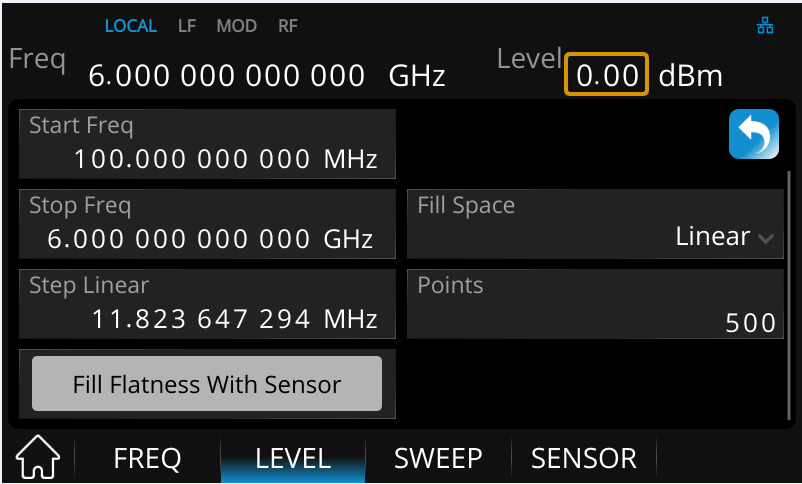 LOCAL LF MOD RF
Freq 6.000 000 000 000 GHz Level 0.00 dBm
Start Freq
100.000 000 000 000 MHz
Stop Freq
6.000 000 000 000 GHz
Fill Space
Linear
Step Linear
11.823 647 294 MHz
Points
500
Fill Flatness With Sensor
FREQ LEVEL SWEEP SENSOR